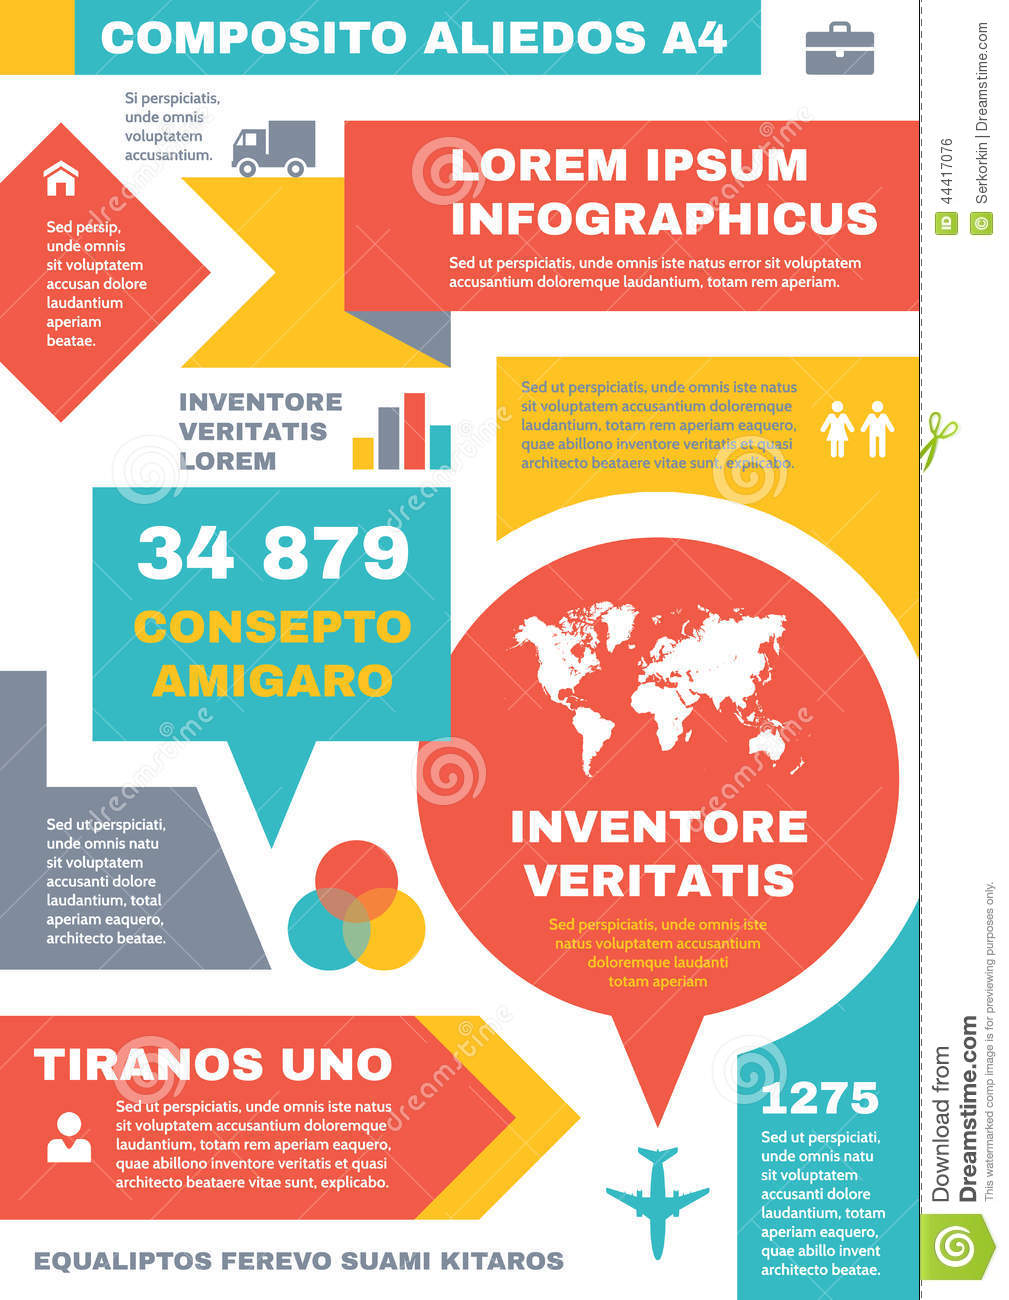 COMPOSITO ALIEDOS A4
Si perspiciatis,
unde omnis
voluptatem
accusantium.
Sed persip,
unde omnis
sit voluptatem
accusan dolore
laudantium
aperiam
beatae.
LOREM IPSUM
INFOGRAPHICUS
Sed ut perspiciatis, unde omnis iste natus error sit voluptatem
accusantium doloremque laudantium, totam rem aperiam.
INVENTORE
VERITATIS
LOREM
Sed ut perspiciatis, unde omnis iste natus
sit voluptatem accusantium doloremque
laudantium, totam rem aperiam eaquero,
quae abillono inventore veritatis et quasi
architecto beataere vitae sunt, explicabo.
34 879
CONSEPTO
AMIGARO
INVENTORE
VERITATIS
Sed perspiciatis, unde omnis iste
natus voluptatem accusantium
doloremque laudanti
totam aperiam
Sed ut perspiciati,
unde omnis natu
sit voluptatem
accusanti dolore
laudantium, total
aperiam eaquero,
architecto beatae.
TIRANOS UNO
Sed ut perspiciatis, unde omnis iste natus
sit voluptatem accusantium doloremque
laudantium, totam rem aperiam eaquero,
quae abillono inventore veritatis et quasi
architecto beataere vitae sunt, explicabo.
1275
Sed ut perspiciati,
unde omnis natu
sit voluptatem
accusanti dolore
laudantium, totam
aperiam eaquero,
quae abillo invent
architecto beatae.
EQUALIPTOS FEREVO SUAMI KITAROS
ID 44417076
© Serkorkin | Dreamstime.com
Download from
Dreamstime.com
This watermarked comp image is for previewing purposes only.
dreamstime
dreamstime
dreamstime
dreamstime
dreamstime
dreamstime
dreamstime